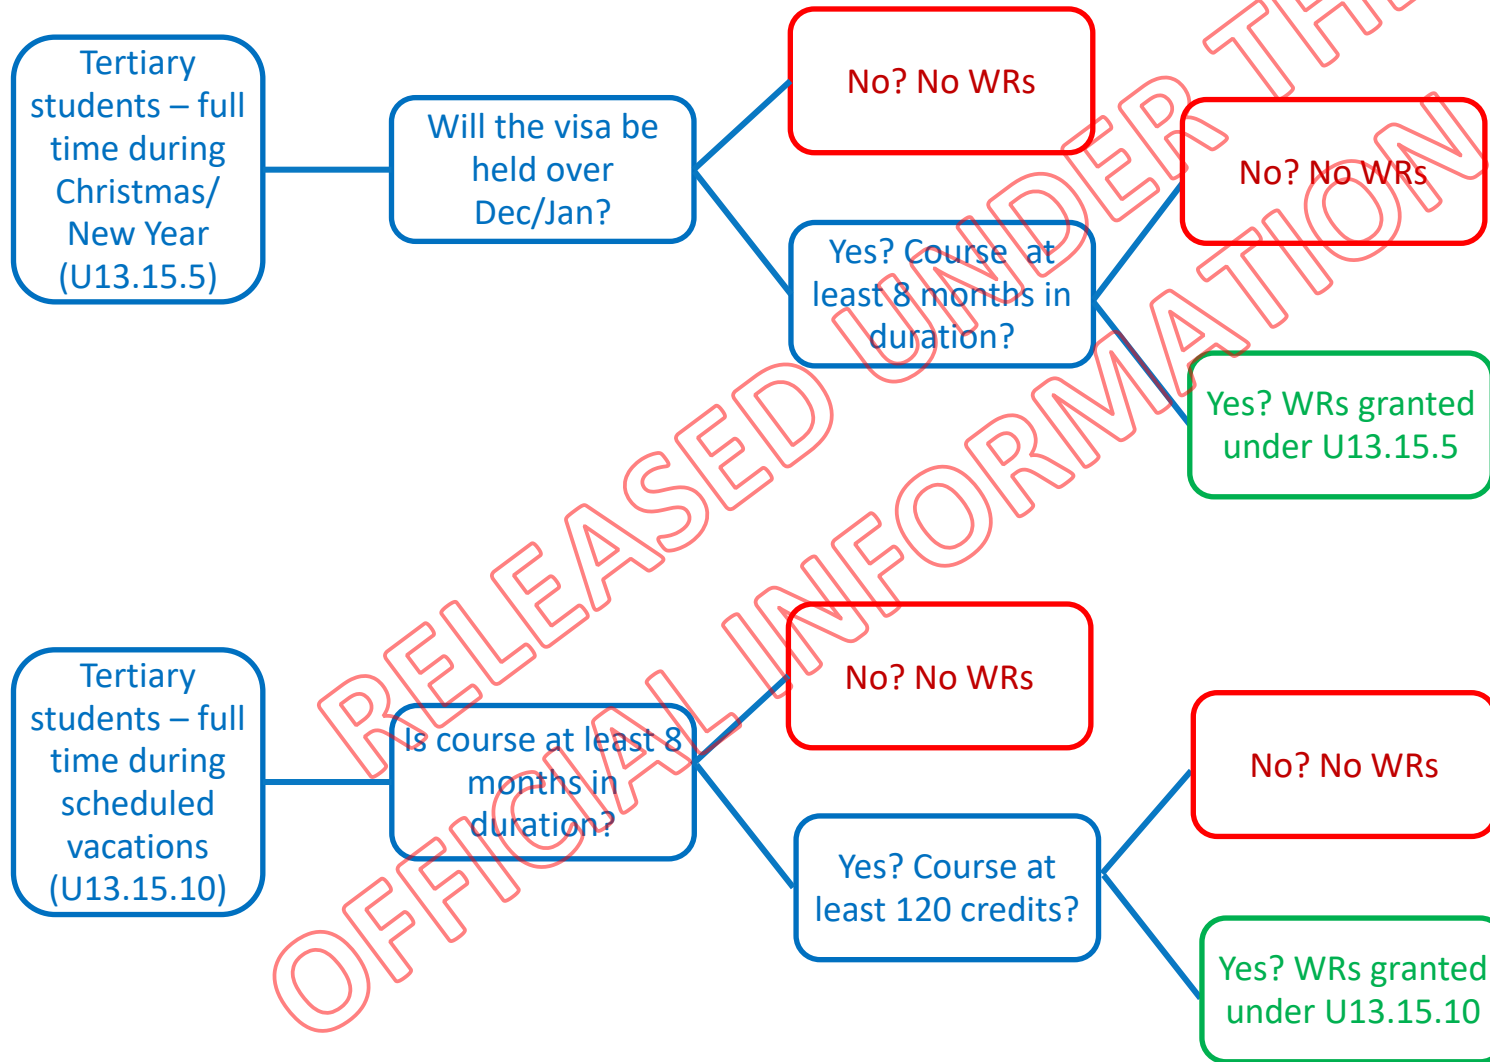 Tertiary
students – full
time during
Christmas/
New Year
(U13.15.5)
Will the visa be
held over
Dec/Jan?
No? No WRs
Yes? Course  at
least 8 months in
duration?
No? No WRs
Yes? WRs granted
under U13.15.5
Tertiary
students – full
time during
scheduled
vacations
(U13.15.10)
Is course at least 8
months in
duration?
No? No WRs
Yes? Course at
least 120 credits?
No? No WRs
Yes? WRs granted
under U13.15.10
RELEASED UNDER THE
OFFICIAL INFORMATION